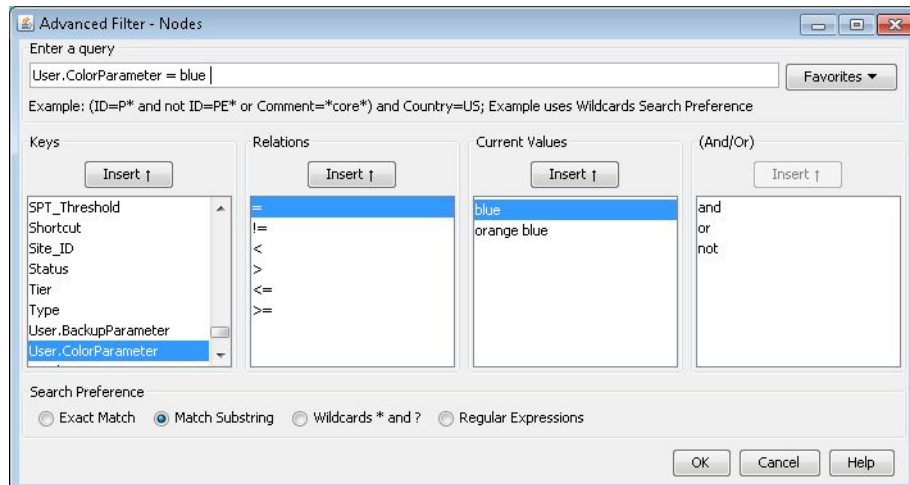 Advanced Filter - Nodes
Enter a query
User.ColorParameter = blue
Favorites
Example: (ID=P* and not ID=PE* or Comment=*core*) and Country=US; Example uses Wildcards Search Preference
Keys
Relations
Current Values
(And/Or)
Insert ↑
Insert ↑
Insert ↑
Insert ↑
SPT_Threshold
Shortcut
Site_ID
Status
Tier
Type
User.BackupParameter
User.ColorParameter
=
!=
<
>
<=
>=
blue
orange blue
and
or
not
Search Preference
Exact Match
Match Substring
Wildcards * and ?
Regular Expressions
OK
Cancel
Help